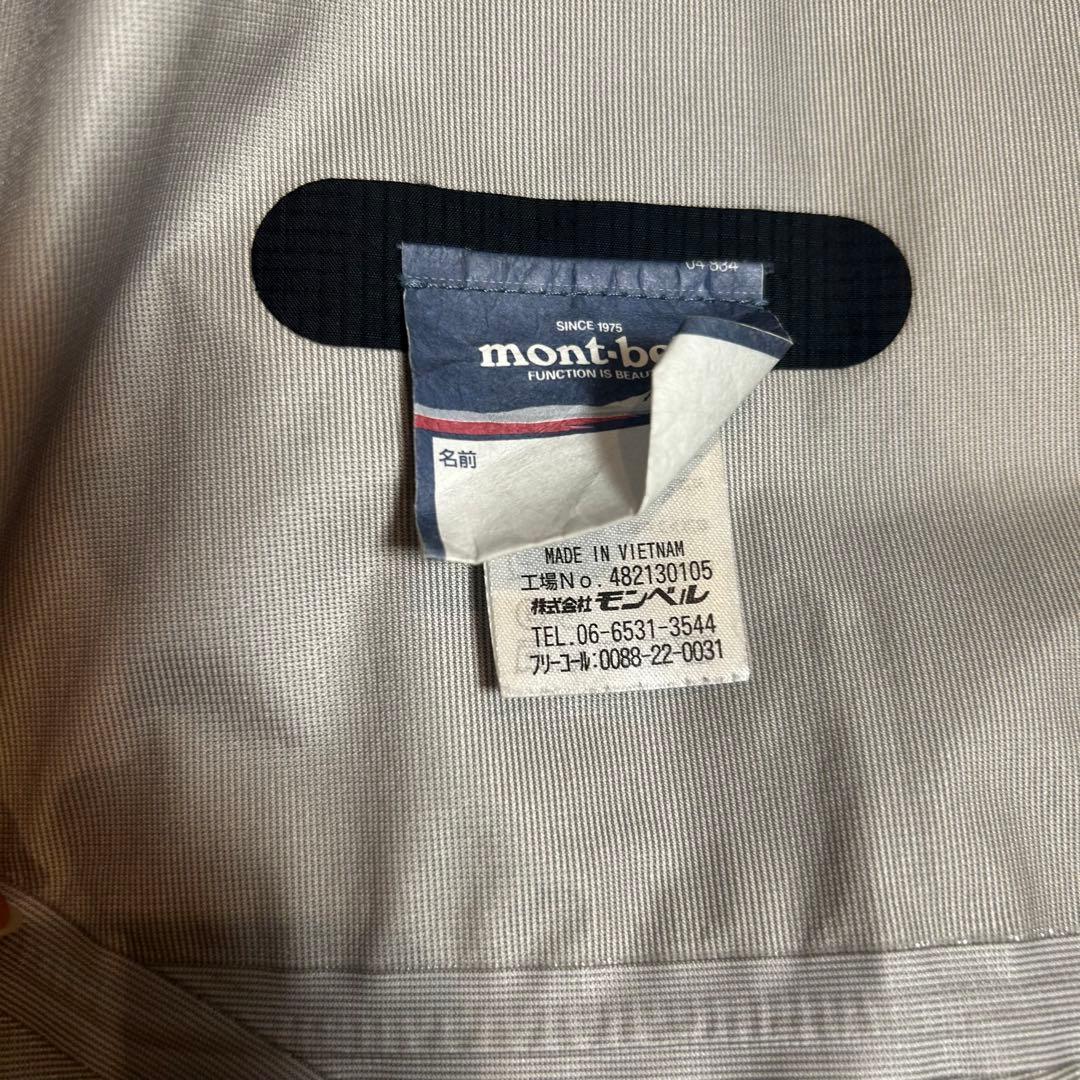 SINCE 1975
mont-be
FUNCTION IS BEAU
名前
MADE IN VIETNAM
工場No.482130105
株式会社モンベル
TEL.06-6531-3544
フリーコール:0088-22-0031